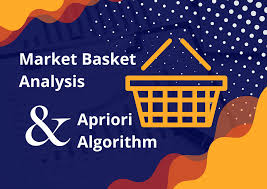 Market Basket
Analysis
& Apriori
Algorithm